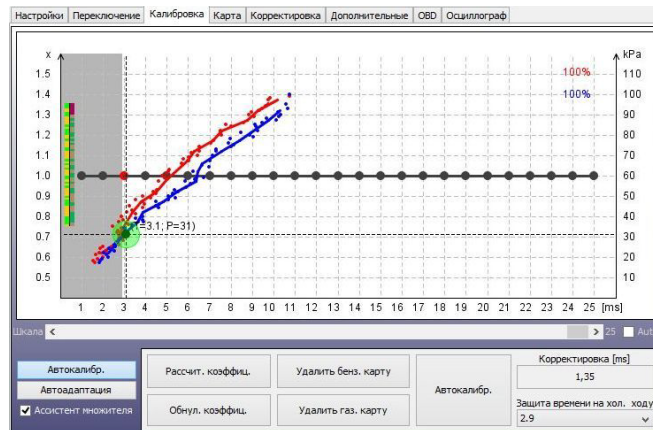 Настройки Переключение Калибровка Карта Корректировка Дополнительные OBD Осциллограф
x kPa
1.5 100% 110
1.4 100% 100
1.3 90
1.2 80
1.1 70
1.0 60
0.9 50
0.8 40
=3.1; P=31)
0.7 30
0.6 20
0.5 10
1 2 3 4 5 6 7 8 9 10 11 12 13 14 15 16 17 18 19 20 21 22 23 24 25 [ms]
Шкала 25 Aut
Автокалибр.
Автоадаптация
Ассистент множителя
Рассчит. коэффиц.
Удалить бенз. карту
Обнул. коэффиц.
Удалить газ. карту
Автокалибр.
Корректировка [ms]
1,35
Защита времени на хол. ходу
2.9